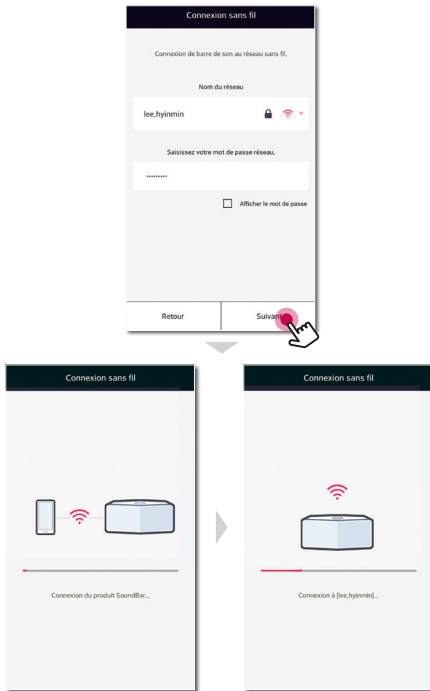 Connexion sans fil
Connexion de barre de son au réseau sans fil.
Nom du réseau
lee,hyinmin
Saisissez votre mot de passe réseau.
•••••••••
Afficher le mot de passe
Retour
Suivant
Connexion sans fil
Connexion du produit SoundBar...
Connexion sans fil
Connexion à [lee,hyinmin]...